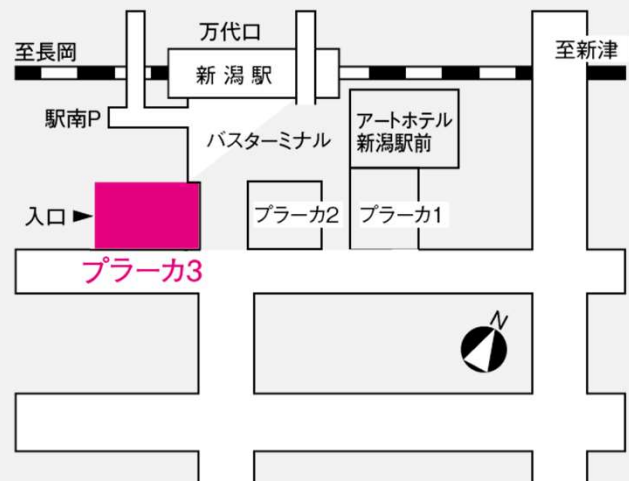 万代口
至長岡
新潟駅
至新津
駅南P
バスターミナル
アートホテル
新潟駅前
入口
プラーカ2
プラーカ1
プラーカ3
N